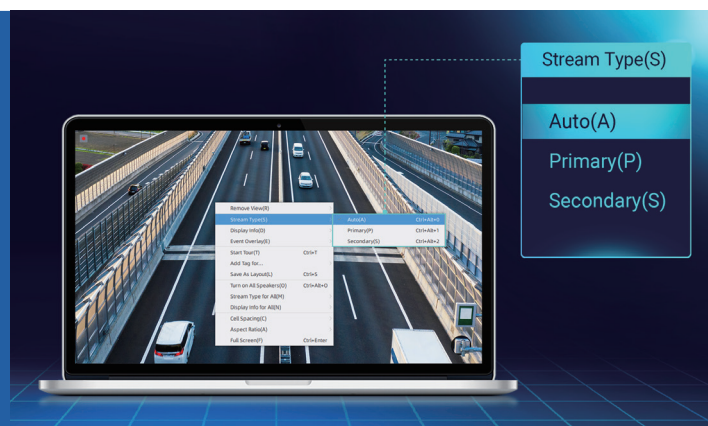 Stream Type(S)
Auto(A)
Primary(P)
Secondary(S)
Remove View(R)
Stream Type(S)
Display Info(D)
Event Overlay(E)
Start Tour(T) Ctrl+T
Add Tag for...
Save As Layout(L) Ctrl+S
Turn on All Speakers(O) Ctrl+Alt+O
Stream Type for All(M)
Display Info for All(N)
Cell Spacing(C)
Aspect Ratio(A)
Full Screen(F) Ctrl+Enter
Auto(A) Ctrl+Alt+0
Primary(P) Ctrl+Alt+1
Secondary(S) Ctrl+Alt+2